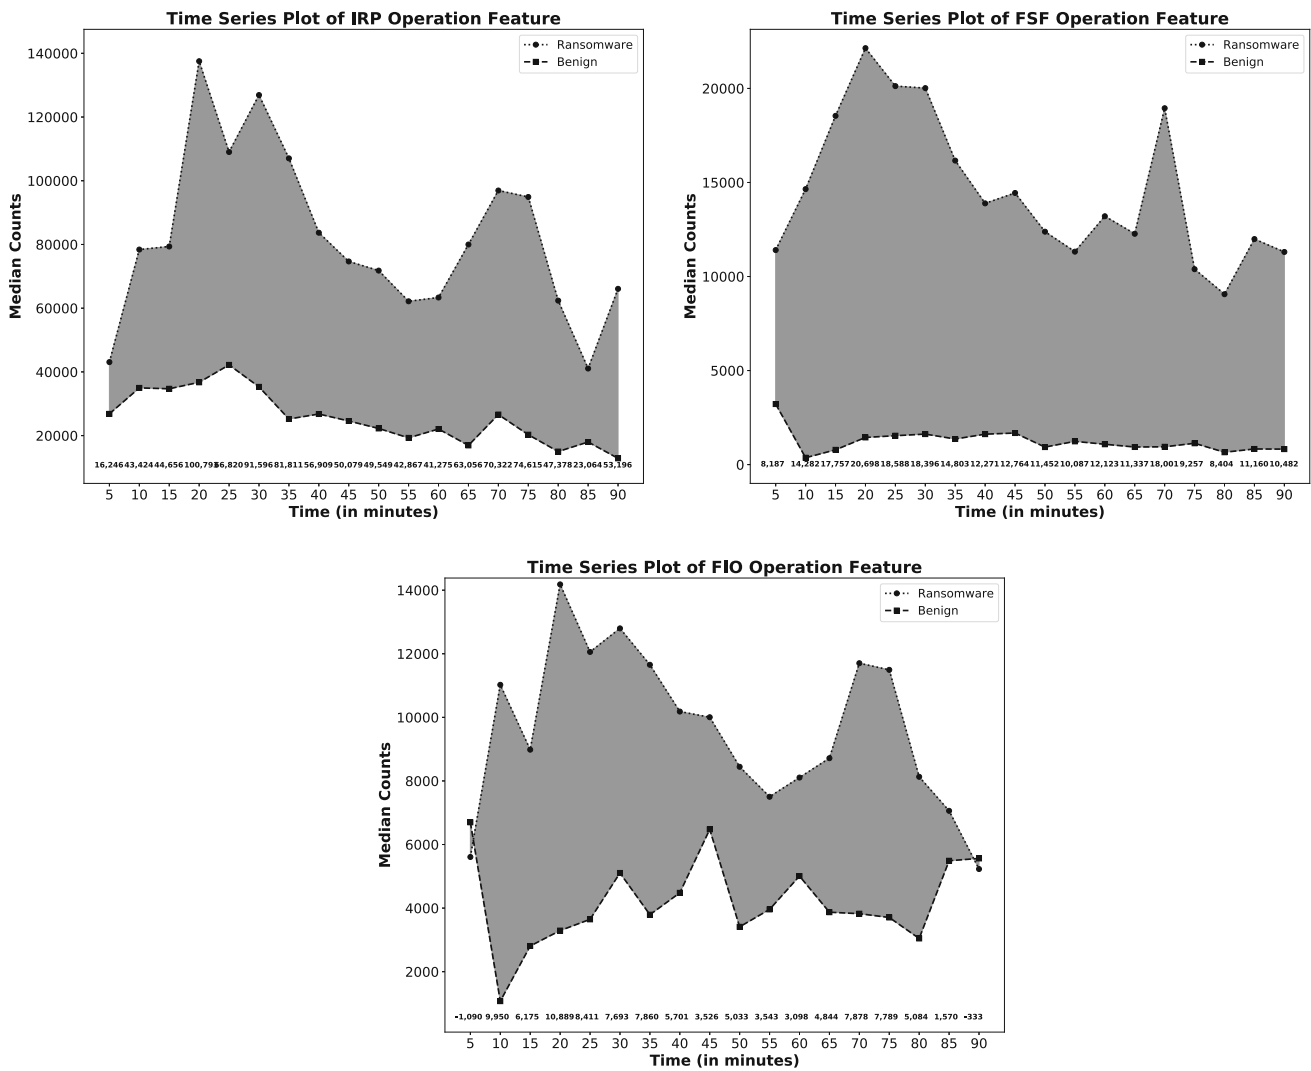 Time Series Plot of IRP Operation Feature
Ransomware
Benign
140000
120000
100000
80000
60000
40000
20000
Median Counts
16,246 43,424 44,656 100,793 66,820 91,596 81,811 56,909 50,079 49,549 42,867 41,275 63,056 70,322 74,615 47,378 23,064 53,196
5 10 15 20 25 30 35 40 45 50 55 60 65 70 75 80 85 90
Time (in minutes)
Time Series Plot of FSF Operation Feature
Ransomware
Benign
20000
15000
10000
5000
0
Median Counts
8,187 14,282 17,757 20,698 18,588 18,396 14,803 12,271 12,764 11,452 10,087 12,123 11,337 18,001 9,257 8,404 11,160 10,482
5 10 15 20 25 30 35 40 45 50 55 60 65 70 75 80 85 90
Time (in minutes)
Time Series Plot of FIO Operation Feature
Ransomware
Benign
14000
12000
10000
8000
6000
4000
2000
Median Counts
-1,090 9,950 6,175 10,889 8,411 7,693 7,860 5,701 3,526 5,033 3,543 3,098 4,844 7,878 7,789 5,084 1,570 -333
5 10 15 20 25 30 35 40 45 50 55 60 65 70 75 80 85 90
Time (in minutes)